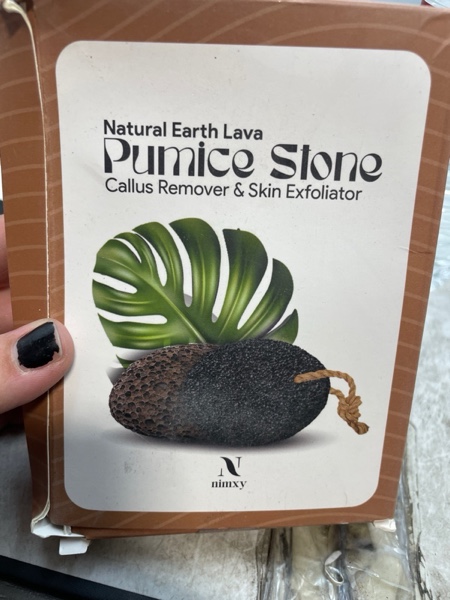 Natural Earth Lava
Pumice Stone
Callus Remover & Skin Exfoliator
N
nimxy